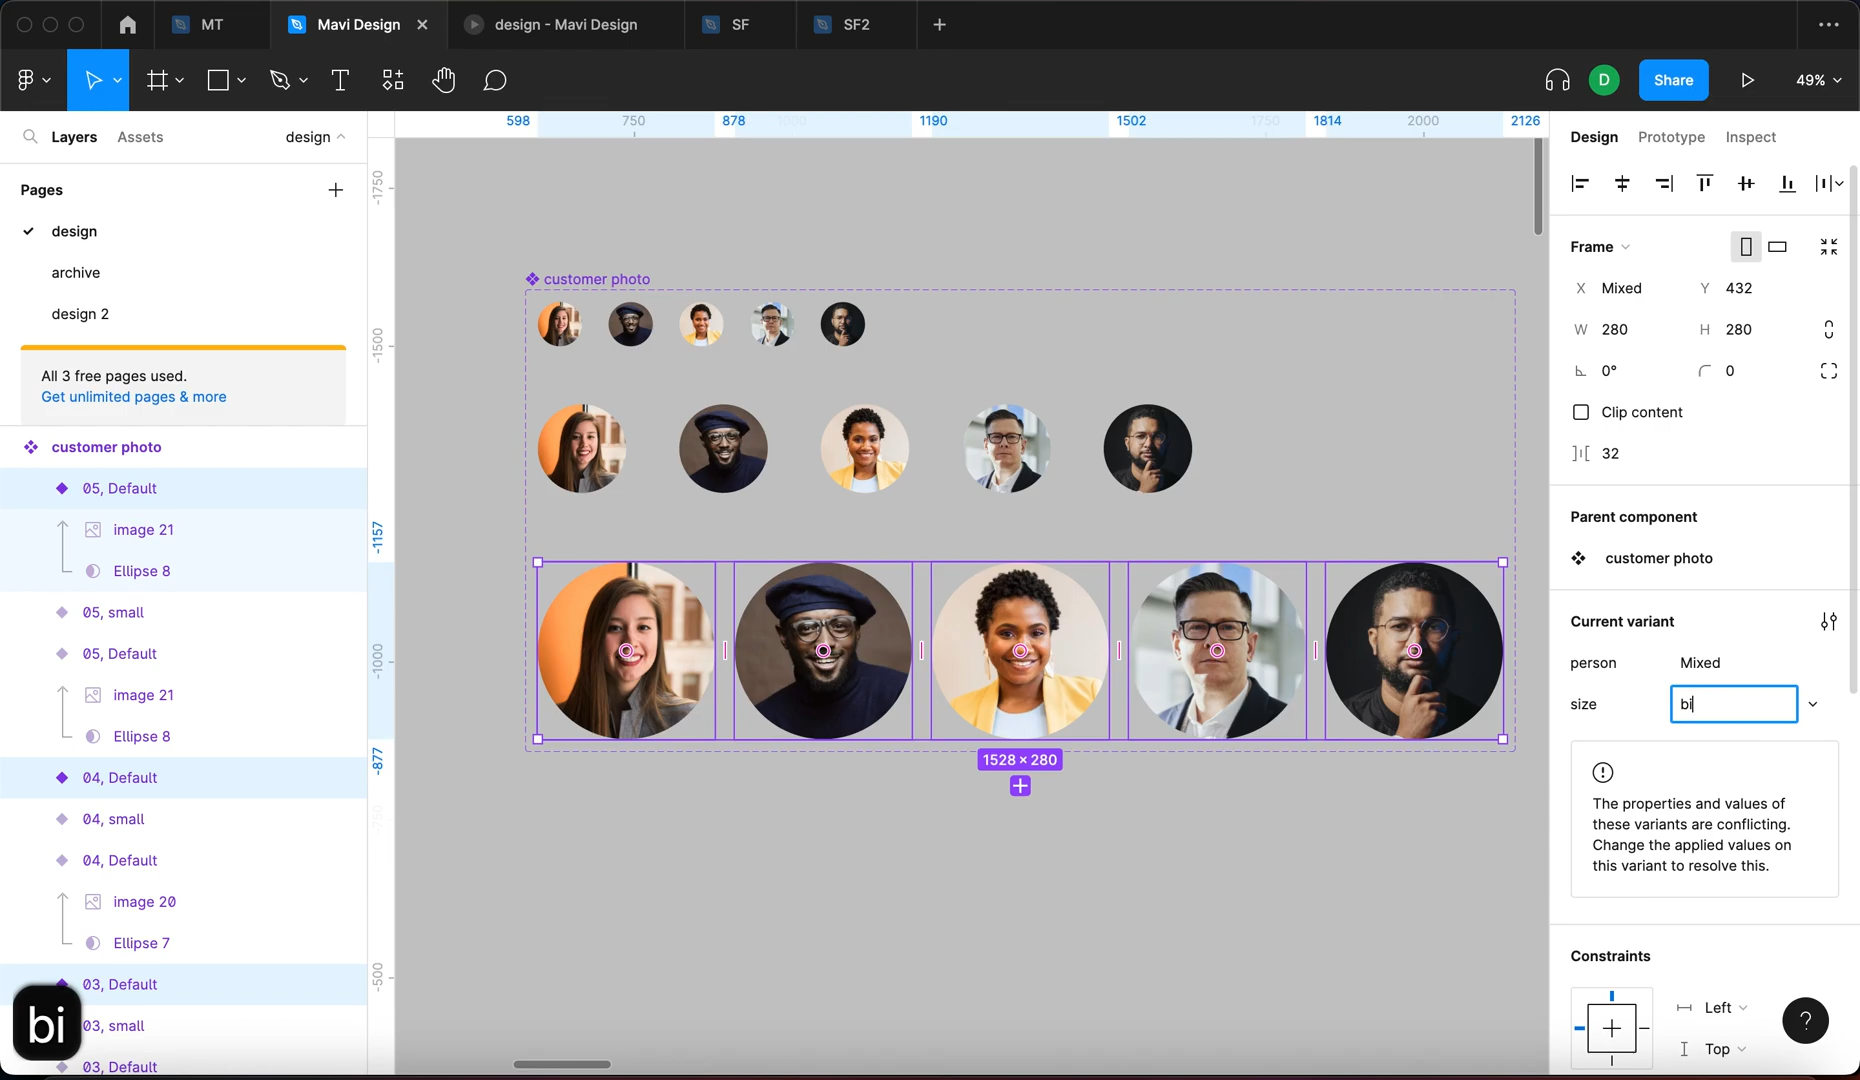 MT
Mavi Design
design - Mavi Design
SF
SF2
D
Share
49%
Layers
Assets
design
Pages
design
archive
design 2
All 3 free pages used.
Get unlimited pages & more
customer photo
05, Default
image 21
Ellipse 8
05, small
05, Default
image 21
Ellipse 8
04, Default
04, small
04, Default
image 20
Ellipse 7
03, Default
03, small
03, Default
bi
598
750
878
1000
1190
1502
1750
1814
2000
2126
-1750
-1500
-1157
-1000
-877
-750
-500
customer photo
1528 × 280
Design
Prototype
Inspect
Frame
X Mixed
Y 432
W 280
H 280
0°
0
Clip content
32
Parent component
customer photo
Current variant
person
Mixed
size
bi
The properties and values of
these variants are conflicting.
Change the applied values on
this variant to resolve this.
Constraints
Left
Top
?